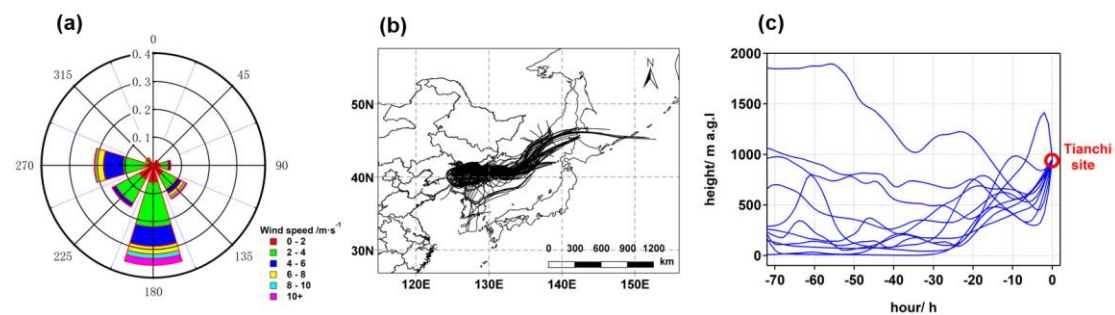 (a)
0
0.4
0.3
0.2
0.1
315
45
270
90
225
135
180
Wind speed /m·s⁻¹
0 - 2
2 - 4
4 - 6
6 - 8
8 - 10
10+
(b)
N
50N
40N
30N
0 300 600 900 1200
km
120E 130E 140E 150E
(c)
2000
1500
1000
500
0
height/ m a.g.l
Tianchi
site
-70 -60 -50 -40 -30 -20 -10 0
hour/ h